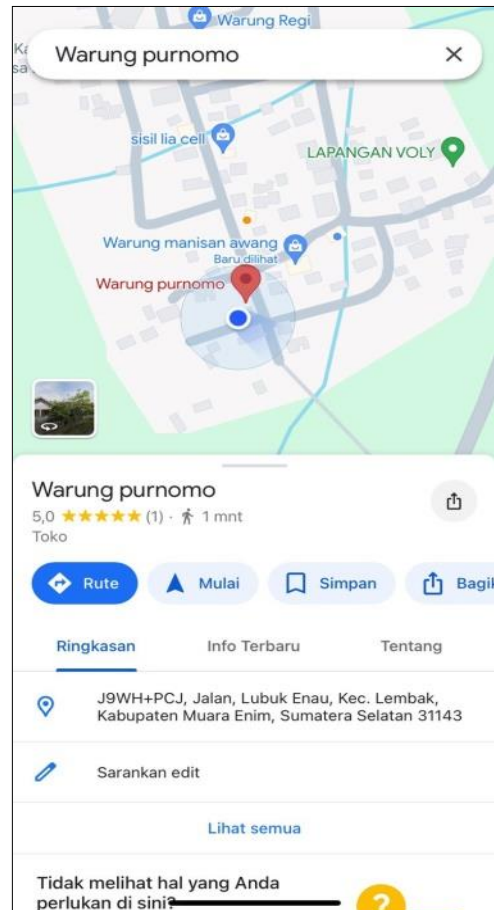 Warung Regi
Warung purnomo
sisil lia cell
LAPANGAN VOLY
Warung manisan awang
Baru dilihat
Warung purnomo
Warung purnomo
5,0 ★★★★★ (1) · 1 mnt
Toko
Rute Mulai Simpan Bagik
Ringkasan Info Terbaru Tentang
J9WH+PCJ, Jalan, Lubuk Enau, Kec. Lembak,
Kabupaten Muara Enim, Sumatera Selatan 31143
Sarankan edit
Lihat semua
Tidak melihat hal yang Anda
perlukan di sini?
?